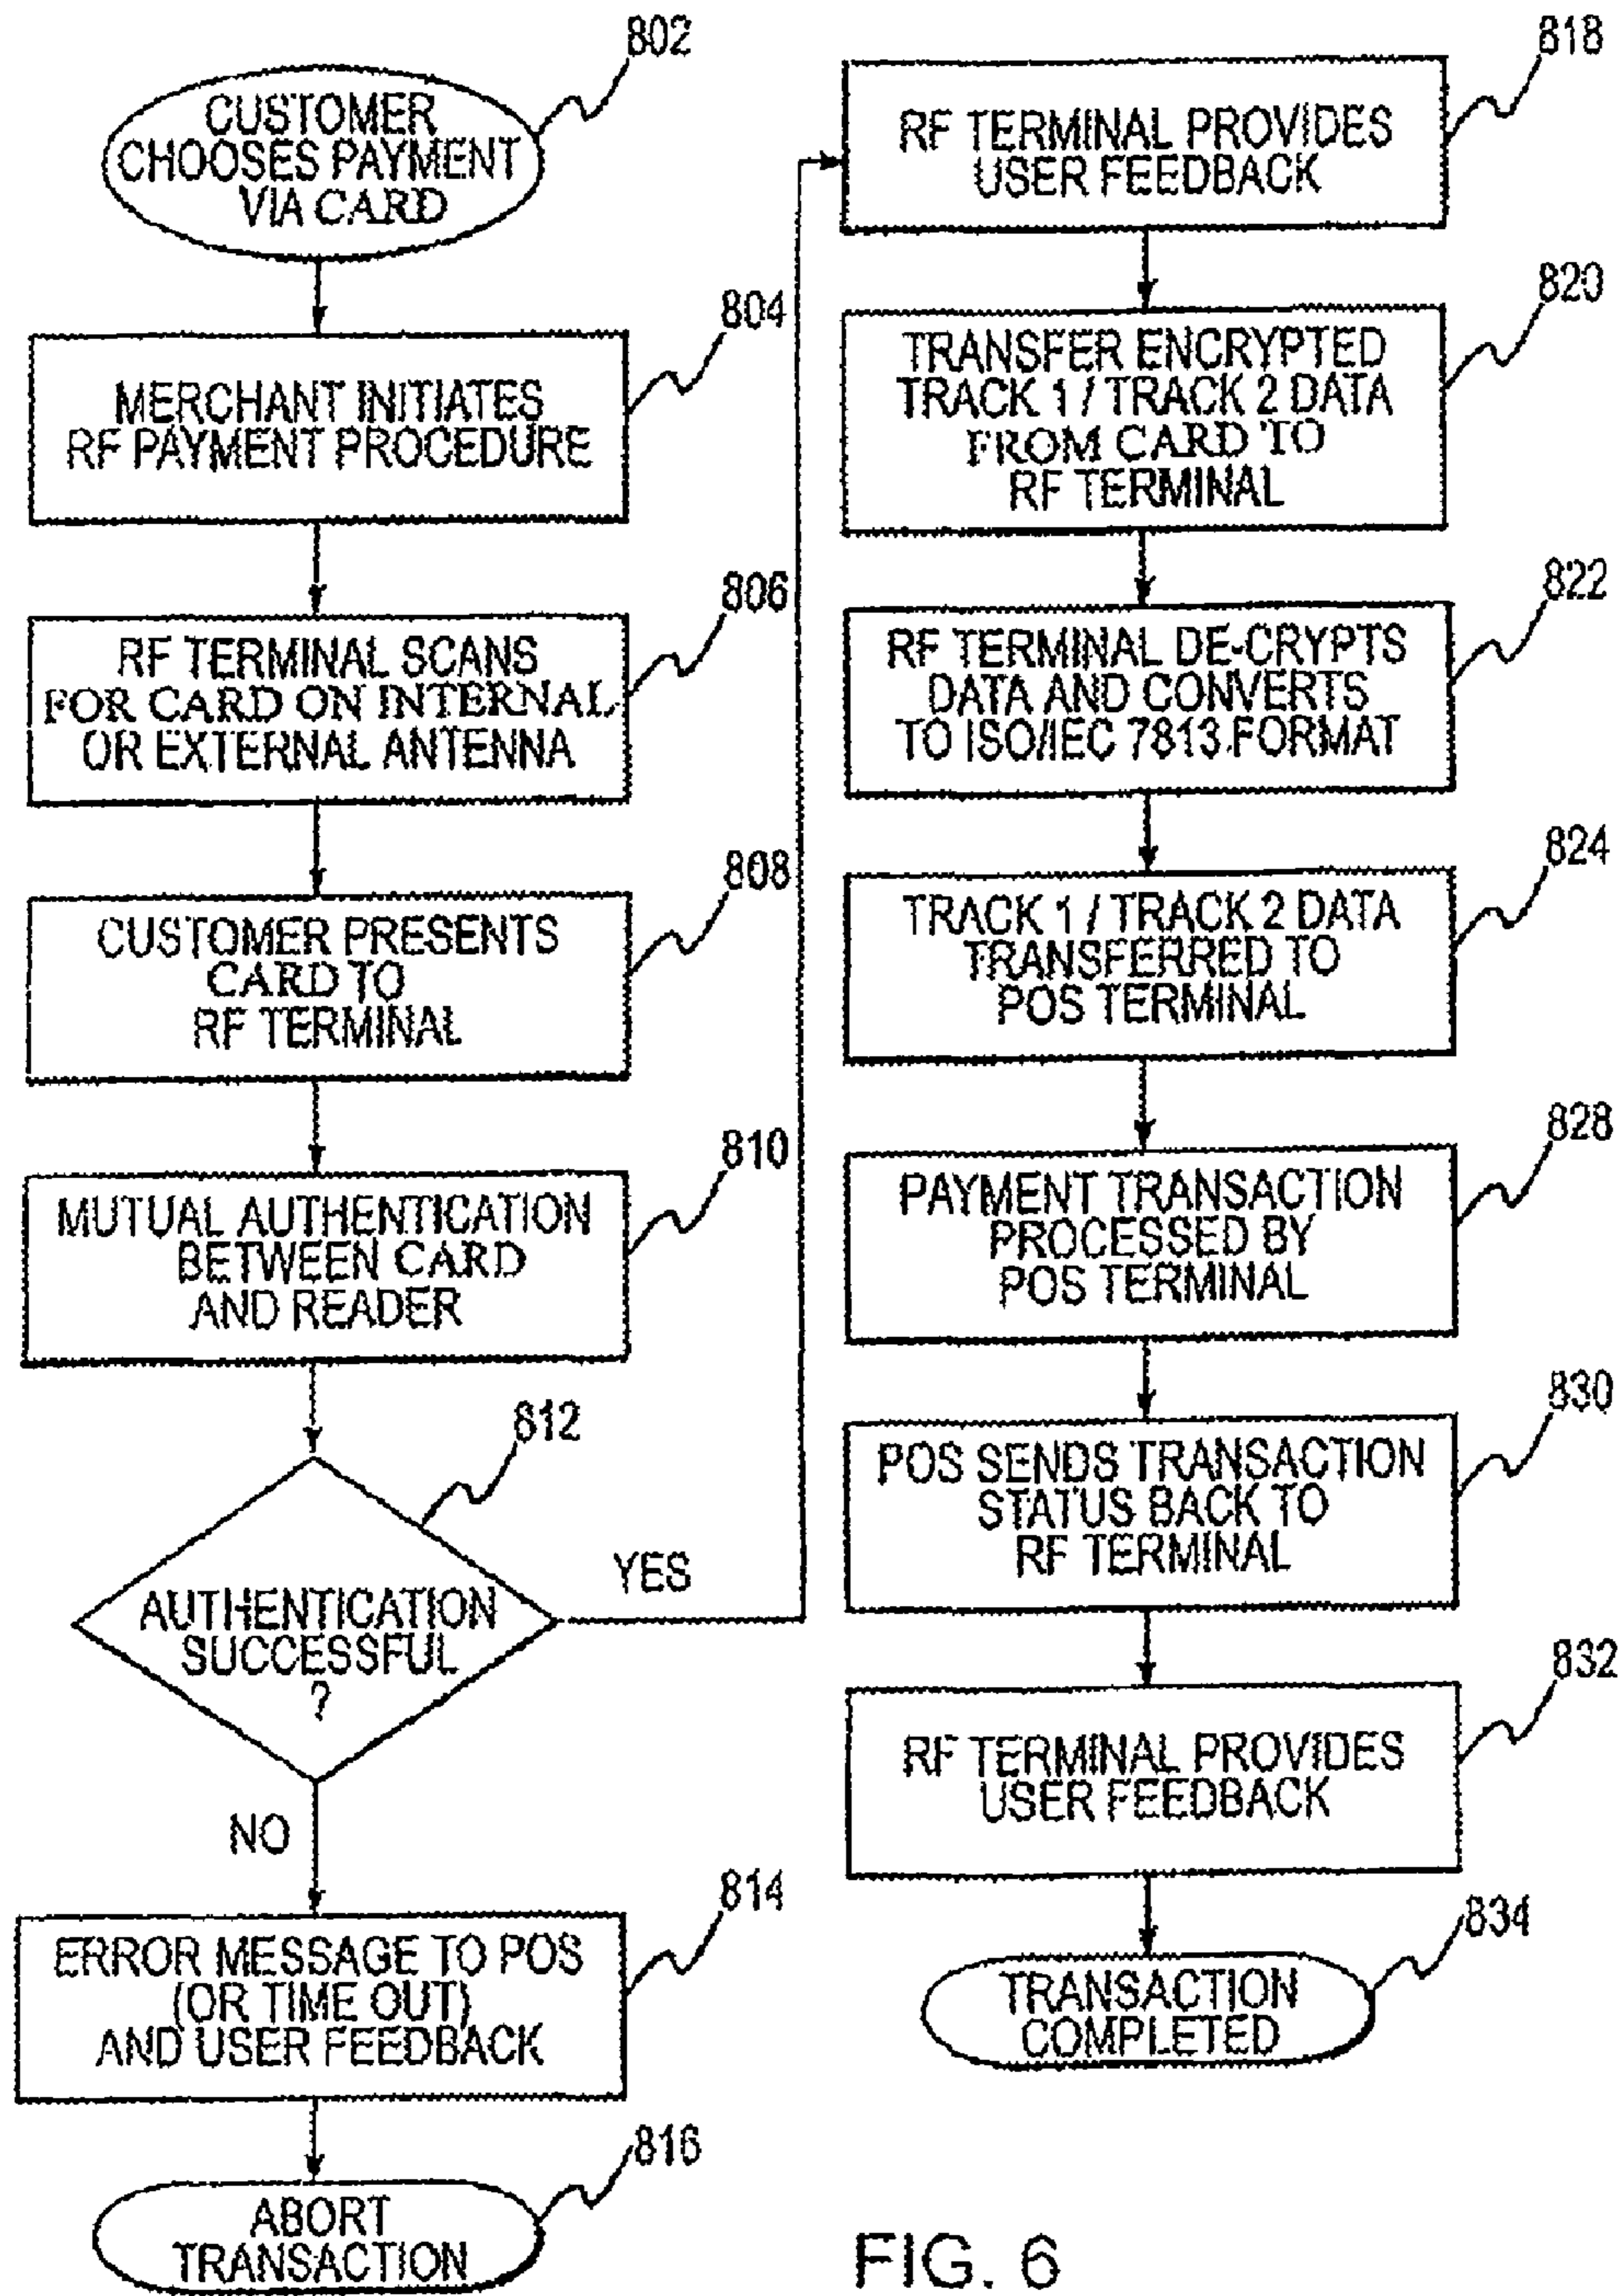 802
CUSTOMER
CHOOSES PAYMENT
VIA CARD
804
MERCHANT INITIATES
RF PAYMENT PROCEDURE
806
RF TERMINAL SCANS
FOR CARD ON INTERNAL
OR EXTERNAL ANTENNA
808
CUSTOMER PRESENTS
CARD TO
RF TERMINAL
810
MUTUAL AUTHENTICATION
BETWEEN CARD
AND READER
812
AUTHENTICATION
SUCCESSFUL
?
YES
NO
814
ERROR MESSAGE TO POS
(OR TIME OUT)
AND USER FEEDBACK
816
ABORT
TRANSACTION
818
RF TERMINAL PROVIDES
USER FEEDBACK
820
TRANSFER ENCRYPTED
TRACK 1 / TRACK 2 DATA
FROM CARD TO
RF TERMINAL
822
RF TERMINAL DE-CRYPTS
DATA AND CONVERTS
TO ISO/IEC 7813 FORMAT
824
TRACK 1 / TRACK 2 DATA
TRANSFERRED TO
POS TERMINAL
828
PAYMENT TRANSACTION
PROCESSED BY
POS TERMINAL
830
POS SENDS TRANSACTION
STATUS BACK TO
RF TERMINAL
832
RF TERMINAL PROVIDES
USER FEEDBACK
834
TRANSACTION
COMPLETED
FIG. 6